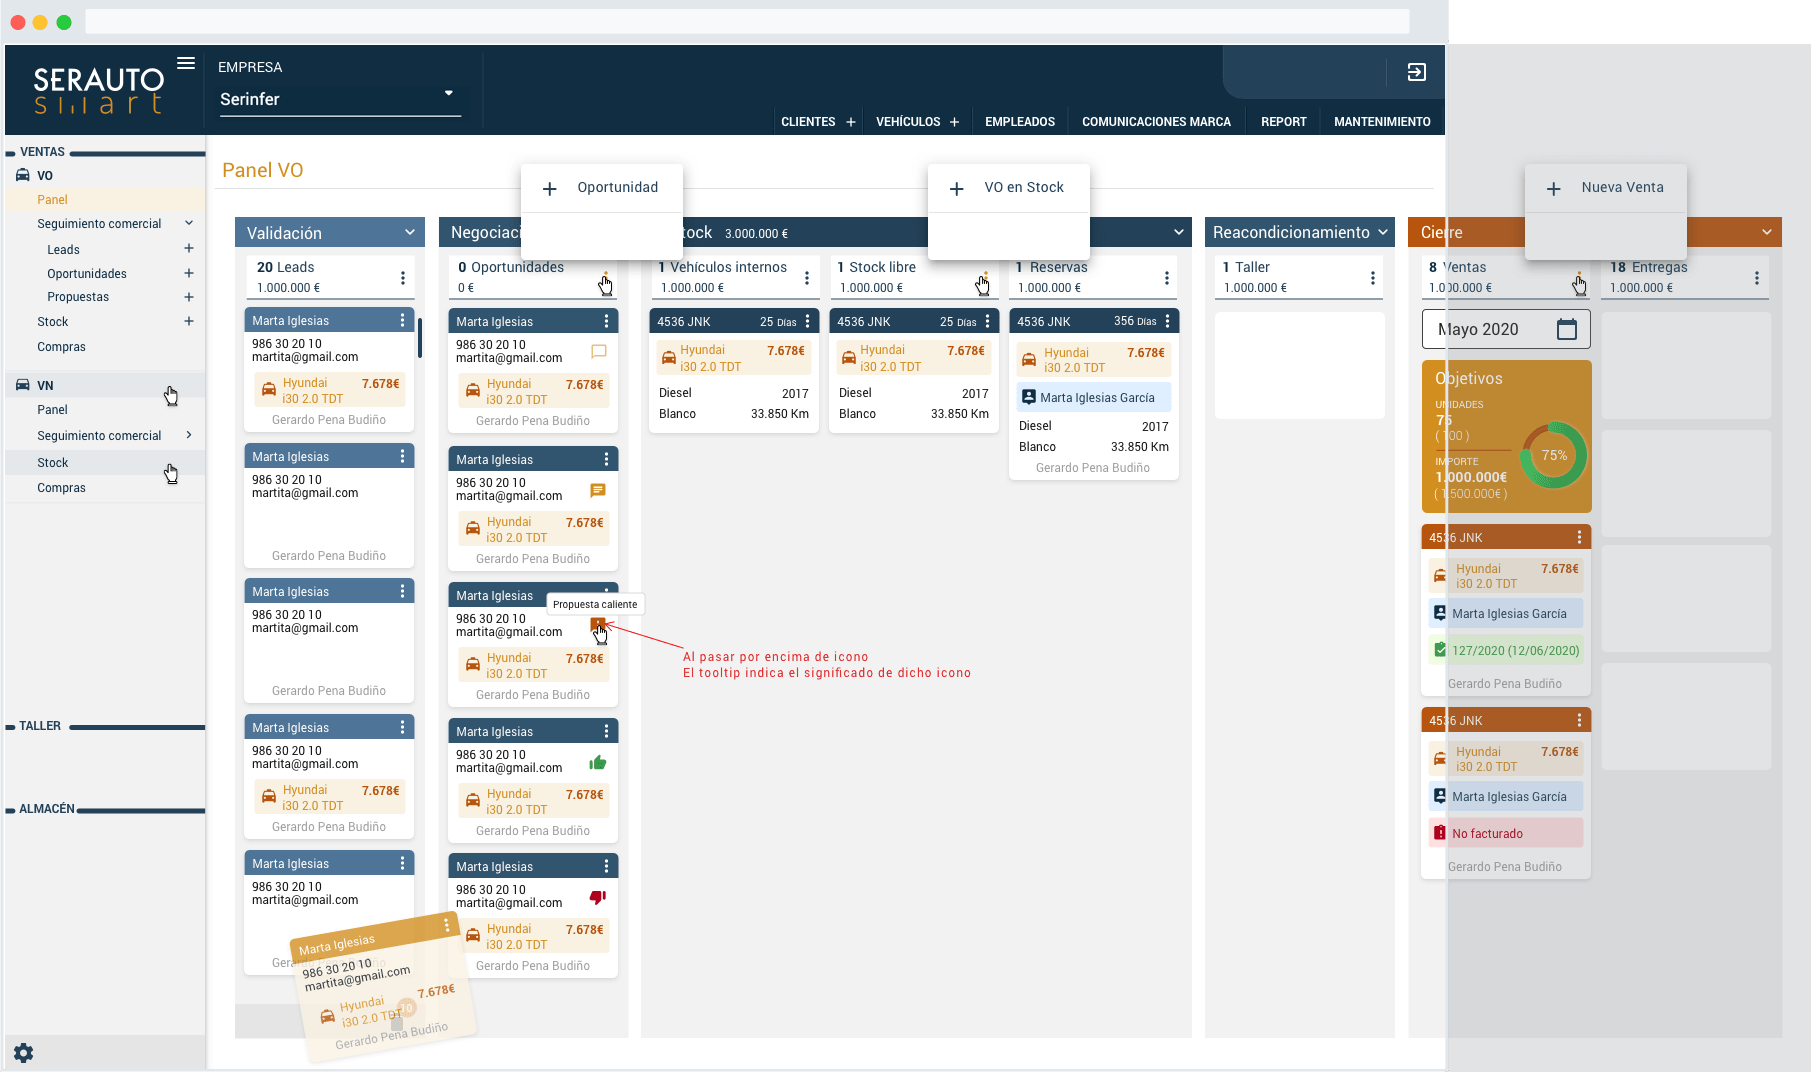 SERAUTO
smart
EMPRESA
Serinfer
CLIENTES +
VEHÍCULOS +
EMPLEADOS
COMUNICACIONES MARCA
REPORT
MANTENIMIENTO
VENTAS
VO
Panel
Seguimiento comercial
Leads +
Oportunidades +
Propuestas +
Stock +
Compras
VN
Panel
Seguimiento comercial
Stock
Compras
TALLER
ALMACÉN
Panel VO
+ Oportunidad
+ VO en Stock
+ Nueva Venta
Validación
20 Leads
1.000.000 €
Marta Iglesias
986 30 20 10
martita@gmail.com
Hyundai 7.678€
i30 2.0 TDT
Gerardo Pena Budiño
Marta Iglesias
986 30 20 10
martita@gmail.com
Gerardo Pena Budiño
Marta Iglesias
986 30 20 10
martita@gmail.com
Gerardo Pena Budiño
Marta Iglesias
986 30 20 10
martita@gmail.com
Hyundai 7.678€
i30 2.0 TDT
Gerardo Pena Budiño
Marta Iglesias
986 30 20 10
martita@gmail.com
Marta Iglesias
986 30 20 10
martita@gmail.com
Hyundai 7.678€
i30 2.0 TDT
10
Gerardo Pena Budiño
Negociaci
0 Oportunidades
0 €
Marta Iglesias
986 30 20 10
martita@gmail.com
Hyundai 7.678€
i30 2.0 TDT
Gerardo Pena Budiño
Marta Iglesias
986 30 20 10
martita@gmail.com
Hyundai 7.678€
i30 2.0 TDT
Gerardo Pena Budiño
Marta Iglesias
Propuesta caliente
986 30 20 10
martita@gmail.com
Hyundai 7.678€
i30 2.0 TDT
Gerardo Pena Budiño
Al pasar por encima de icono
El tooltip indica el significado de dicho icono
Marta Iglesias
986 30 20 10
martita@gmail.com
Hyundai 7.678€
i30 2.0 TDT
Gerardo Pena Budiño
Marta Iglesias
986 30 20 10
martita@gmail.com
Hyundai 7.678€
i30 2.0 TDT
Gerardo Pena Budiño
tock 3.000.000 €
1 Vehículos internos
1.000.000 €
4536 JNK 25 Días
Hyundai 7.678€
i30 2.0 TDT
Diesel 2017
Blanco 33.850 Km
1 Stock libre
1.000.000 €
4536 JNK 25 Días
Hyundai 7.678€
i30 2.0 TDT
Diesel 2017
Blanco 33.850 Km
1 Reservas
1.000.000 €
4536 JNK 356 Días
Hyundai 7.678€
i30 2.0 TDT
Marta Iglesias García
Diesel 2017
Blanco 33.850 Km
Gerardo Pena Budiño
Reacondicionamiento
1 Taller
1.000.000 €
Cierre
8 Ventas
1.000.000 €
18 Entregas
1.000.000 €
Mayo 2020
Objetivos
UNIDADES
75
( 100 )
IMPORTE
1.000.000€
( 1.500.000€ )
75%
4536 JNK
Hyundai 7.678€
i30 2.0 TDT
Marta Iglesias García
127/2020 (12/06/2020)
Gerardo Pena Budiño
4536 JNK
Hyundai 7.678€
i30 2.0 TDT
Marta Iglesias García
No facturado
Gerardo Pena Budiño